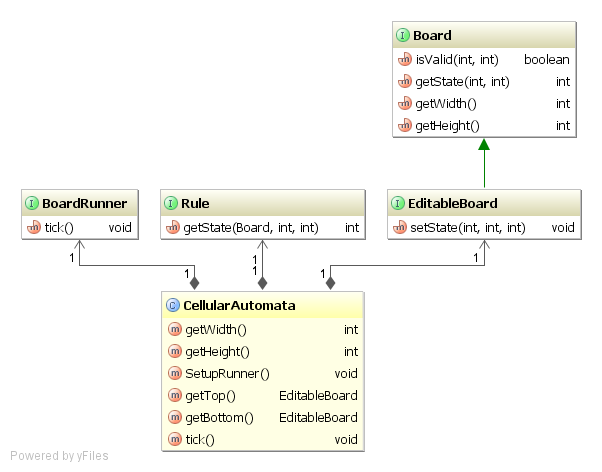 Board
isValid(int, int) boolean
getState(int, int) int
getWidth() int
getHeight() int
BoardRunner
tick() void
Rule
getState(Board, int, int) int
EditableBoard
setState(int, int, int) void
1
1
1
1
1
1
CellularAutomata
getWidth() int
getHeight() int
SetupRunner() void
getTop() EditableBoard
getBottom() EditableBoard
tick() void
Powered by yFiles